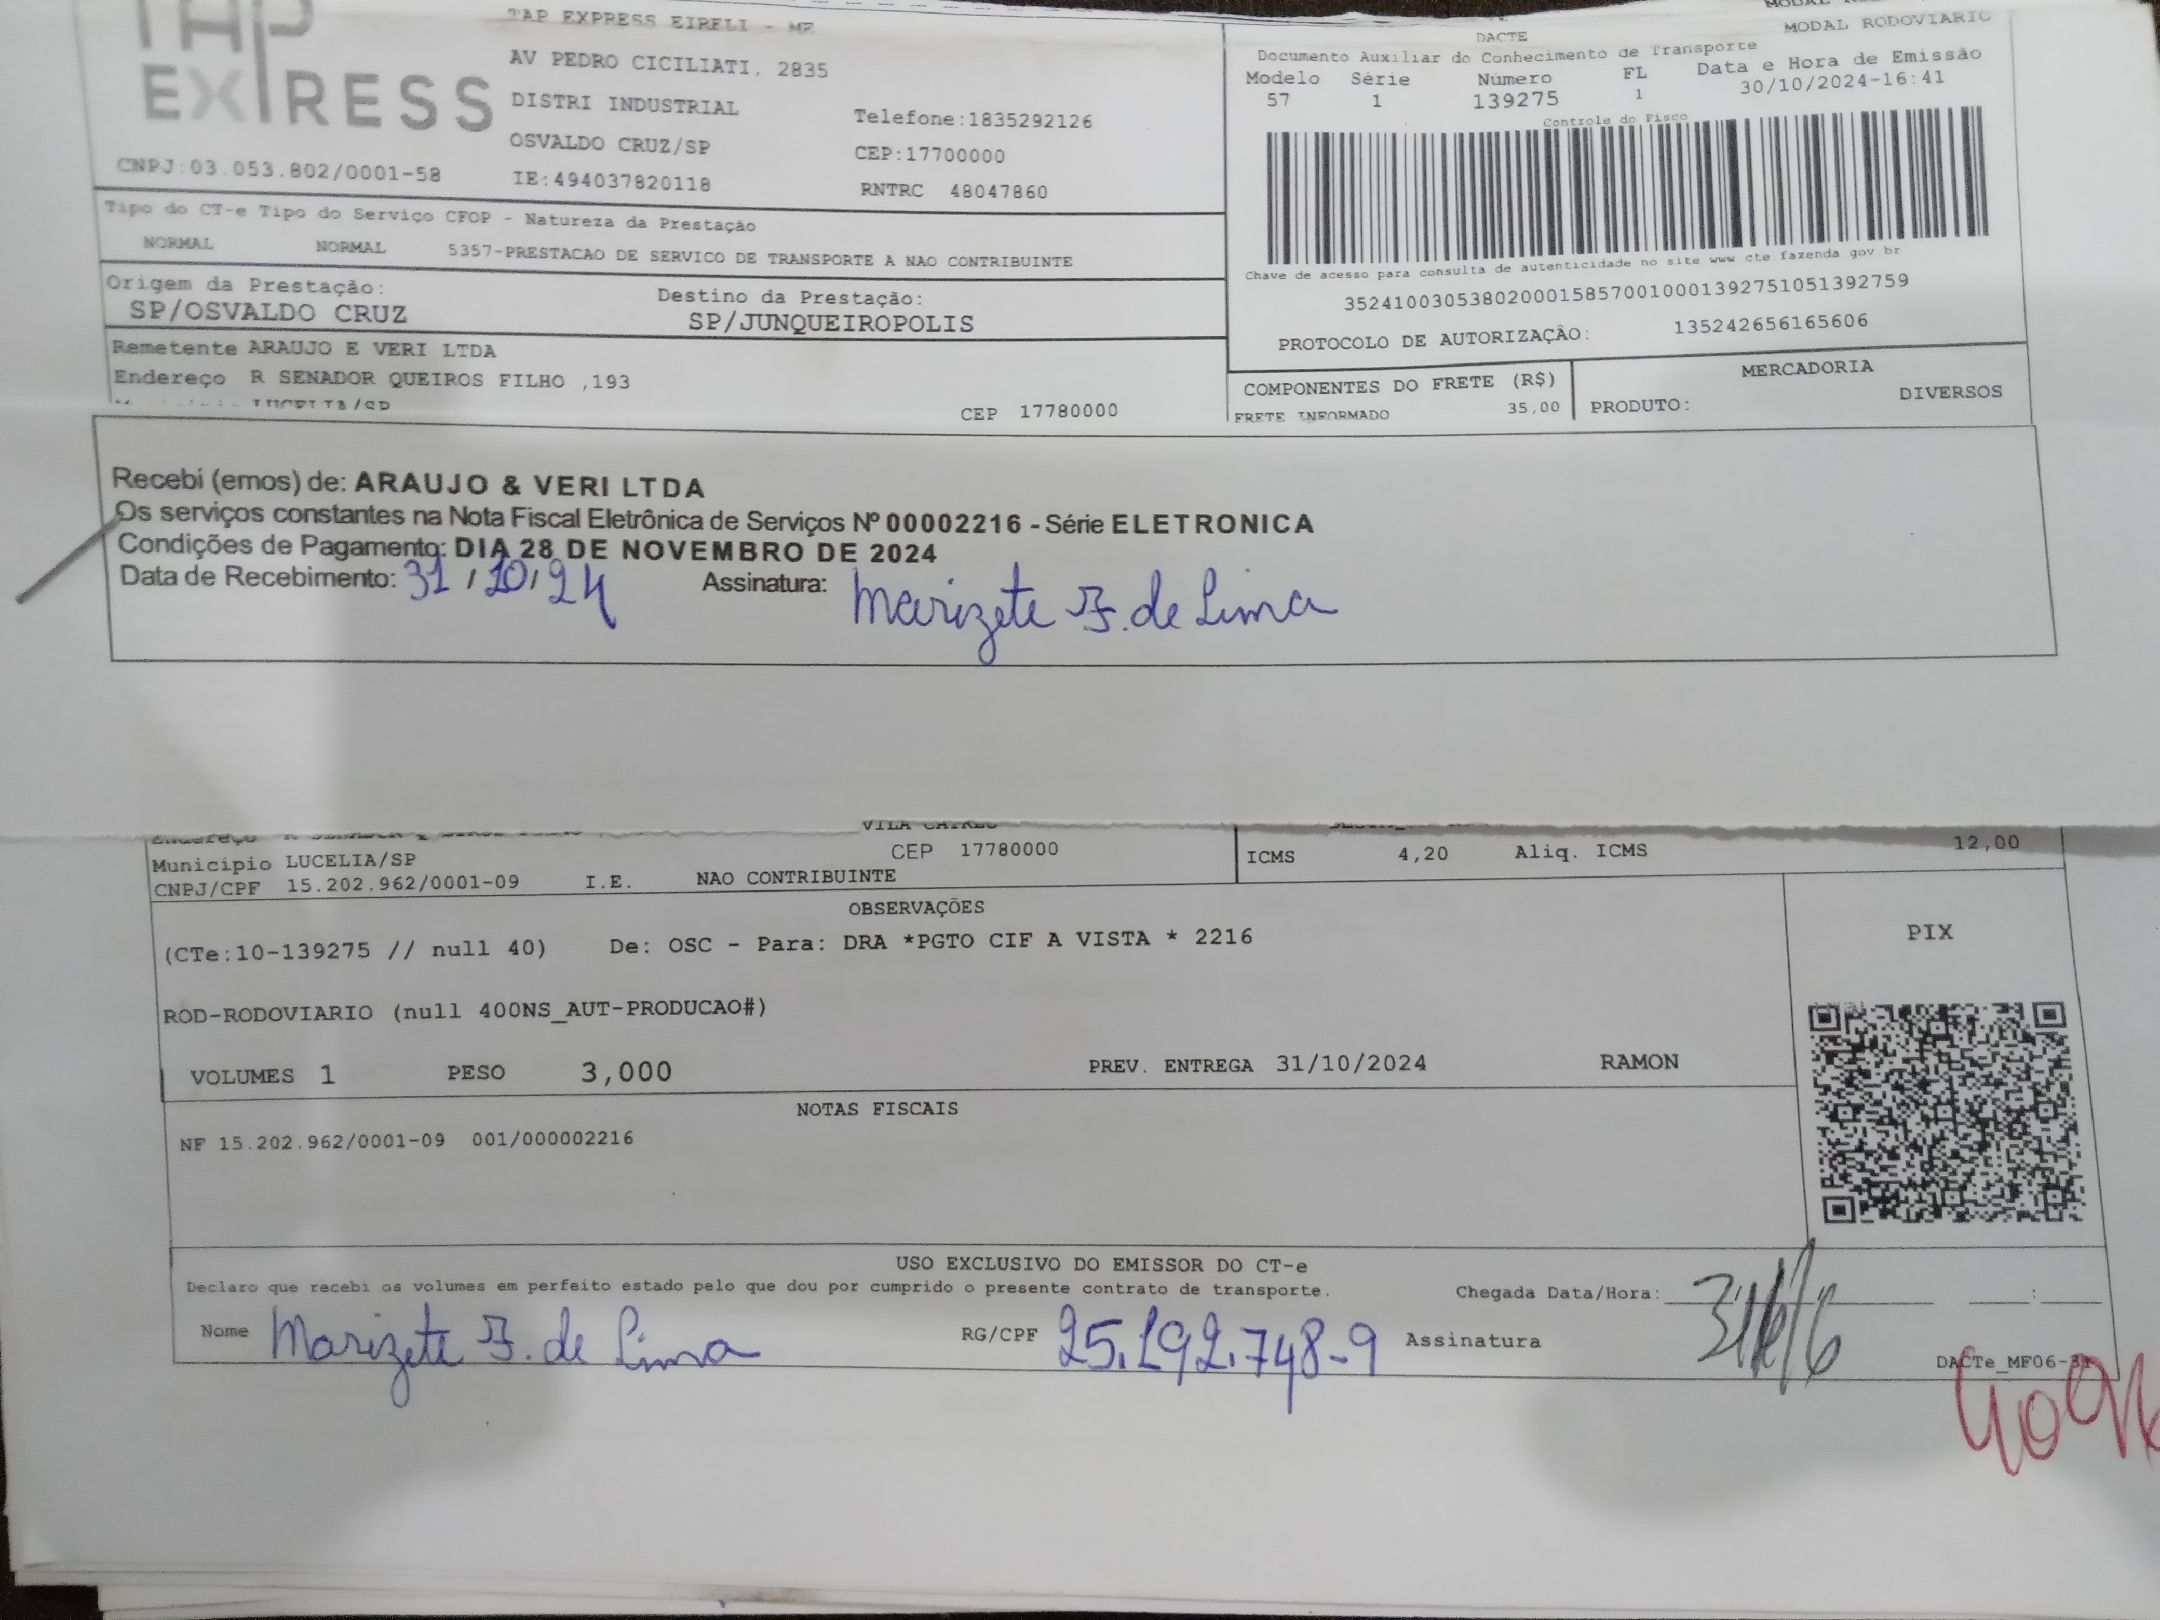 TAP
EXPRESS
CNPJ:03.053.802/0001-58
TAP EXPRESS EIRELI - ME
AV PEDRO CICILIATI, 2835
DISTRI INDUSTRIAL
OSVALDO CRUZ/SP
IE:494037820118
Telefone:1835292126
CEP:17700000
RNTRC 48047860
MODAL RODOVIARIO
DACTE
Documento Auxiliar do Conhecimento de Transporte
Modelo Série Número FL Data e Hora de Emissão
57 1 139275 1 30/10/2024-16:41
Controle do Fisco
Chave de acesso para consulta de autenticidade no site www.cte.fazenda.gov.br
35241003053802000158570010001392751051392759
PROTOCOLO DE AUTORIZAÇÃO: 135242656165606
Tipo do CT-e Tipo do Serviço CFOP - Natureza da Prestação
NORMAL NORMAL 5357-PRESTACAO DE SERVICO DE TRANSPORTE A NAO CONTRIBUINTE
Origem da Prestação: Destino da Prestação:
SP/OSVALDO CRUZ SP/JUNQUEIROPOLIS
Remetente ARAUJO E VERI LTDA
Endereço R SENADOR QUEIROS FILHO ,193
LUCELIA/SP CEP 17780000
COMPONENTES DO FRETE (R$) MERCADORIA
FRETE INFORMADO 35,00 PRODUTO: DIVERSOS
Recebi (emos) de: ARAUJO & VERI LTDA
Os serviços constantes na Nota Fiscal Eletrônica de Serviços Nº 00002216 - Série ELETRONICA
Condições de Pagamento: DIA 28 DE NOVEMBRO DE 2024
Data de Recebimento: 31/10/24 Assinatura: Marizete F. de Lima
Município LUCELIA/SP CEP 17780000
CNPJ/CPF 15.202.962/0001-09 I.E. NAO CONTRIBUINTE
ICMS 4,20 Aliq. ICMS 12,00
OBSERVAÇÕES
(CTe:10-139275 // null 40) De: OSC - Para: DRA *PGTO CIF A VISTA * 2216
ROD-RODOVIARIO (null 400NS_AUT-PRODUCAO#)
VOLUMES 1 PESO 3,000 PREV. ENTREGA 31/10/2024 RAMON
PIX
NOTAS FISCAIS
NF 15.202.962/0001-09 001/000002216
USO EXCLUSIVO DO EMISSOR DO CT-e
Declaro que recebi os volumes em perfeito estado pelo que dou por cumprido o presente contrato de transporte.
Chegada Data/Hora: :
Nome Marizete F. de Lima RG/CPF 25.192.748-9 Assinatura
DACTe_MF06-31